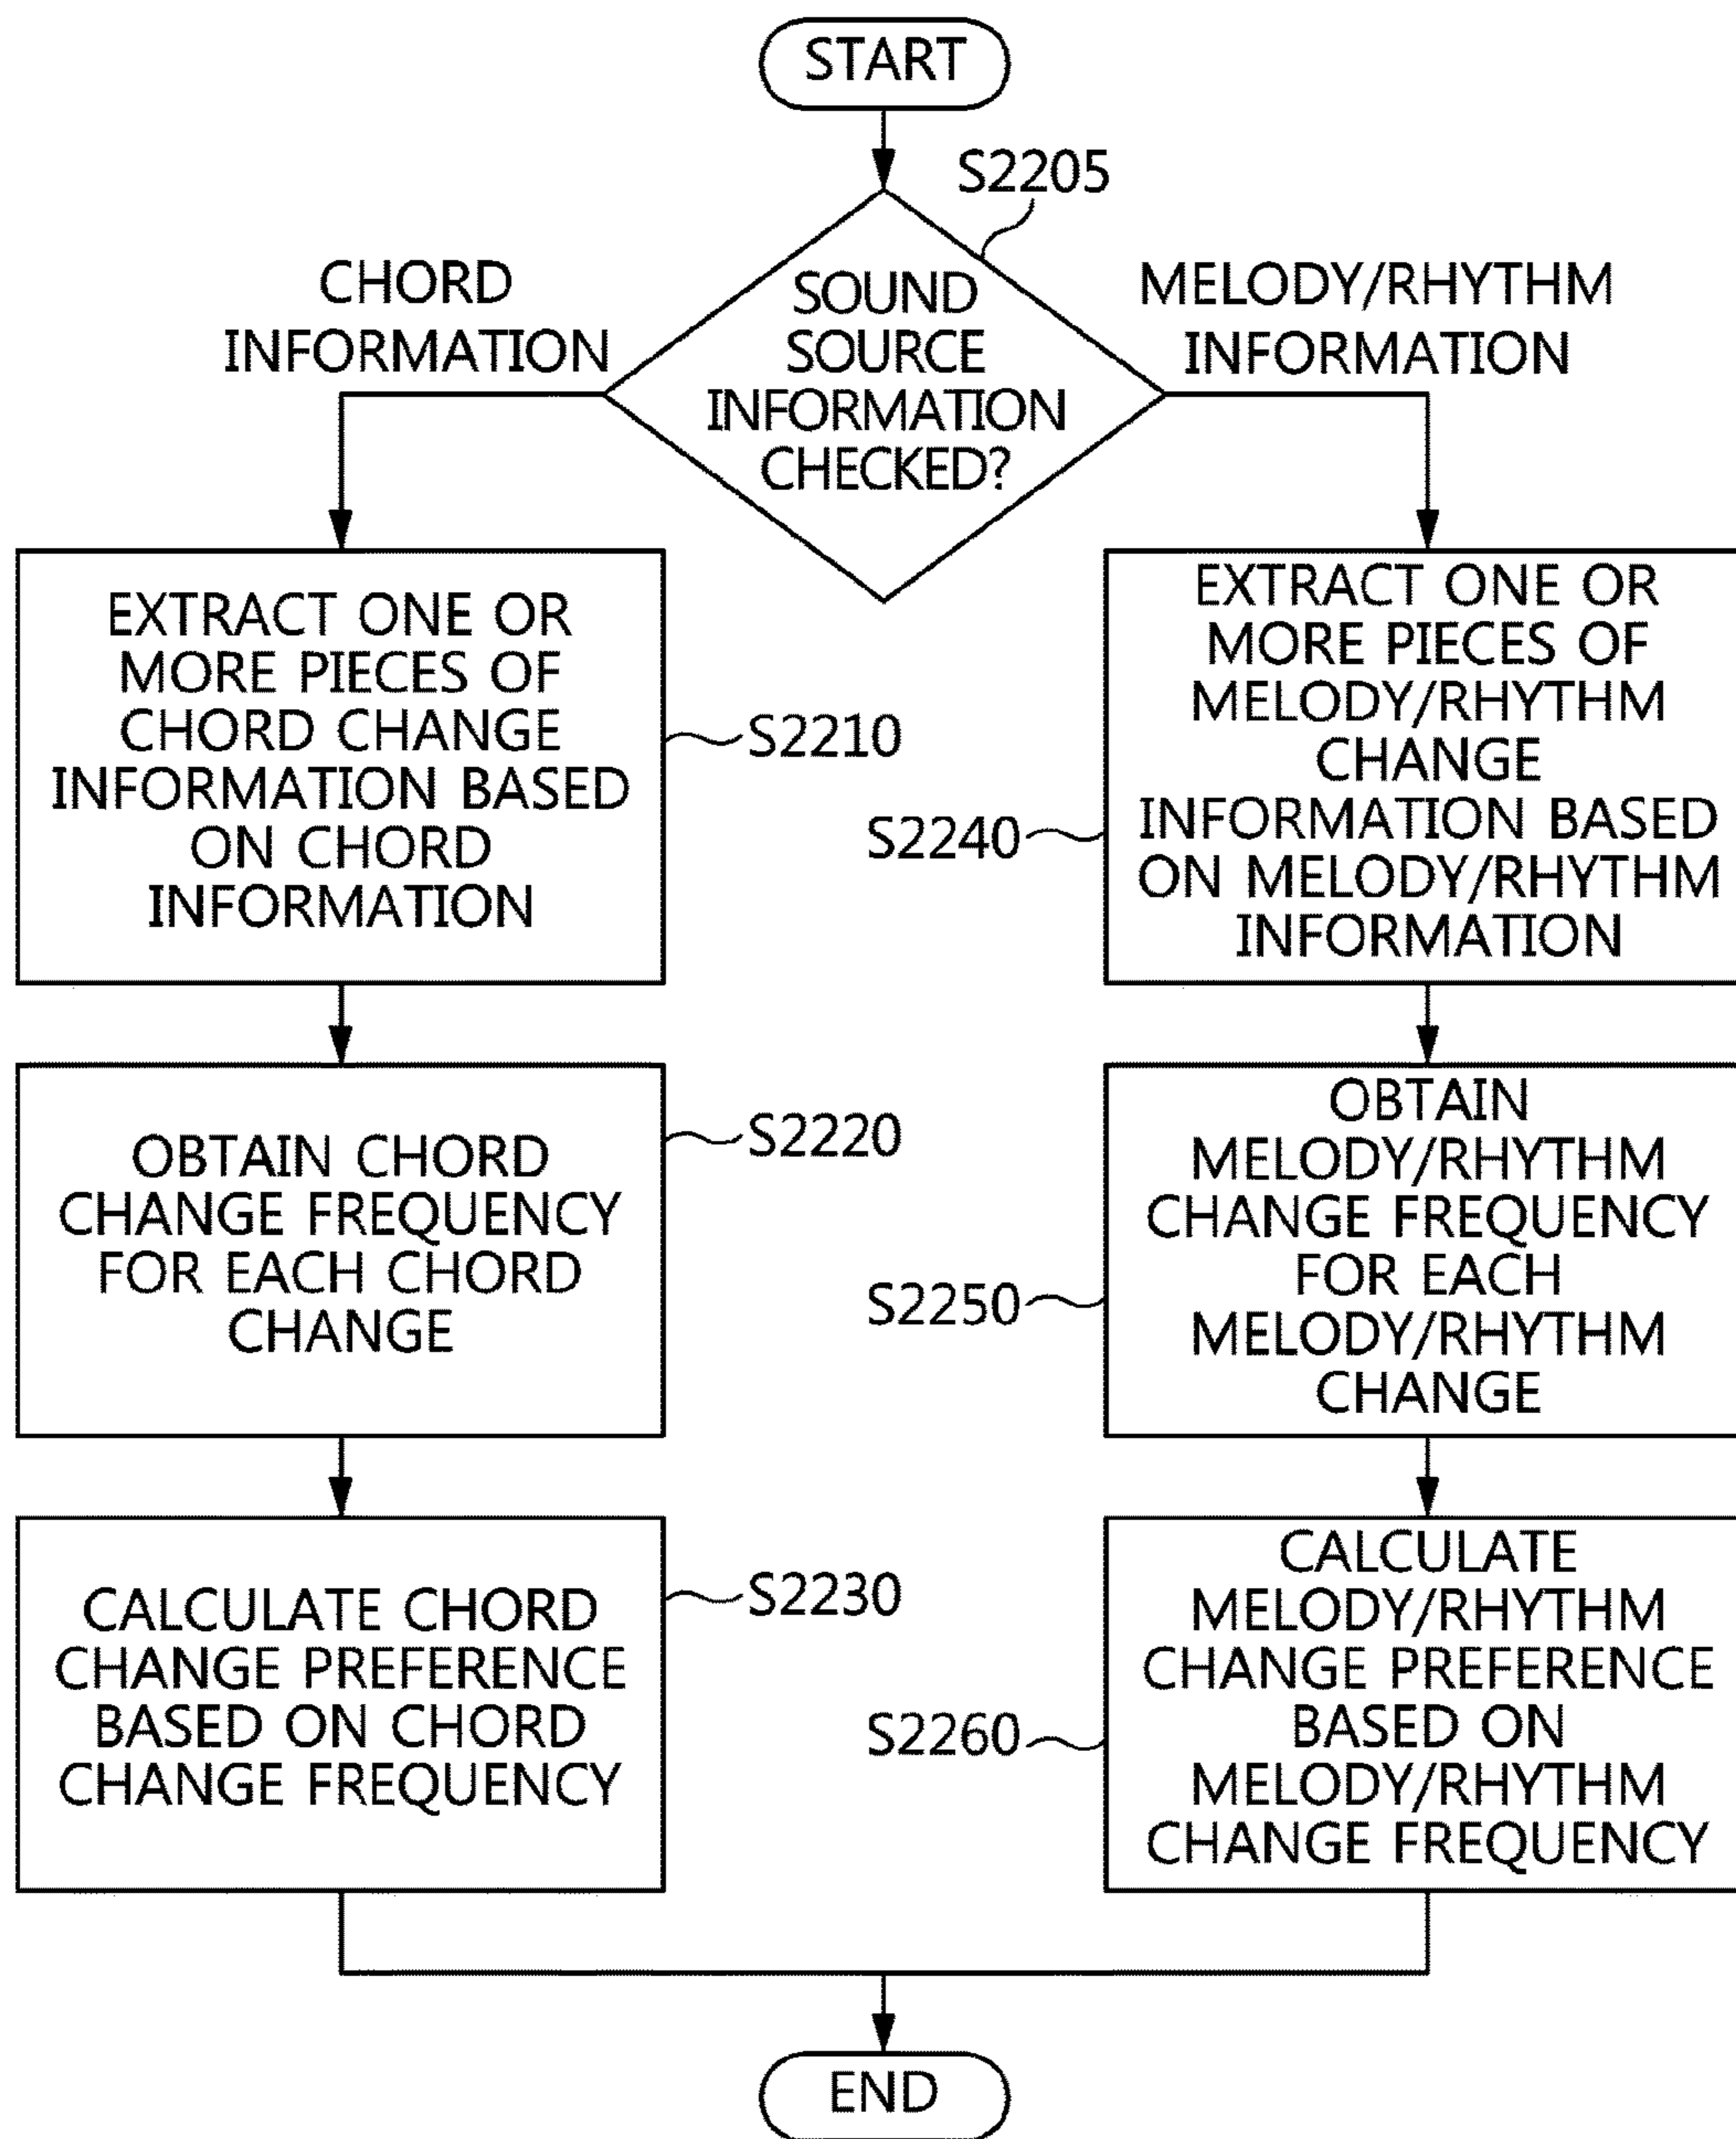 START
S2205
SOUND
SOURCE
INFORMATION
CHECKED?
CHORD
INFORMATION
MELODY/RHYTHM
INFORMATION
EXTRACT ONE OR
MORE PIECES OF
CHORD CHANGE
INFORMATION BASED
ON CHORD
INFORMATION
S2210
OBTAIN CHORD
CHANGE FREQUENCY
FOR EACH CHORD
CHANGE
S2220
CALCULATE CHORD
CHANGE PREFERENCE
BASED ON CHORD
CHANGE FREQUENCY
S2230
EXTRACT ONE OR
MORE PIECES OF
MELODY/RHYTHM
CHANGE
INFORMATION BASED
ON MELODY/RHYTHM
INFORMATION
S2240
OBTAIN
MELODY/RHYTHM
CHANGE FREQUENCY
FOR EACH
MELODY/RHYTHM
CHANGE
S2250
CALCULATE
MELODY/RHYTHM
CHANGE PREFERENCE
BASED ON
MELODY/RHYTHM
CHANGE FREQUENCY
S2260
END